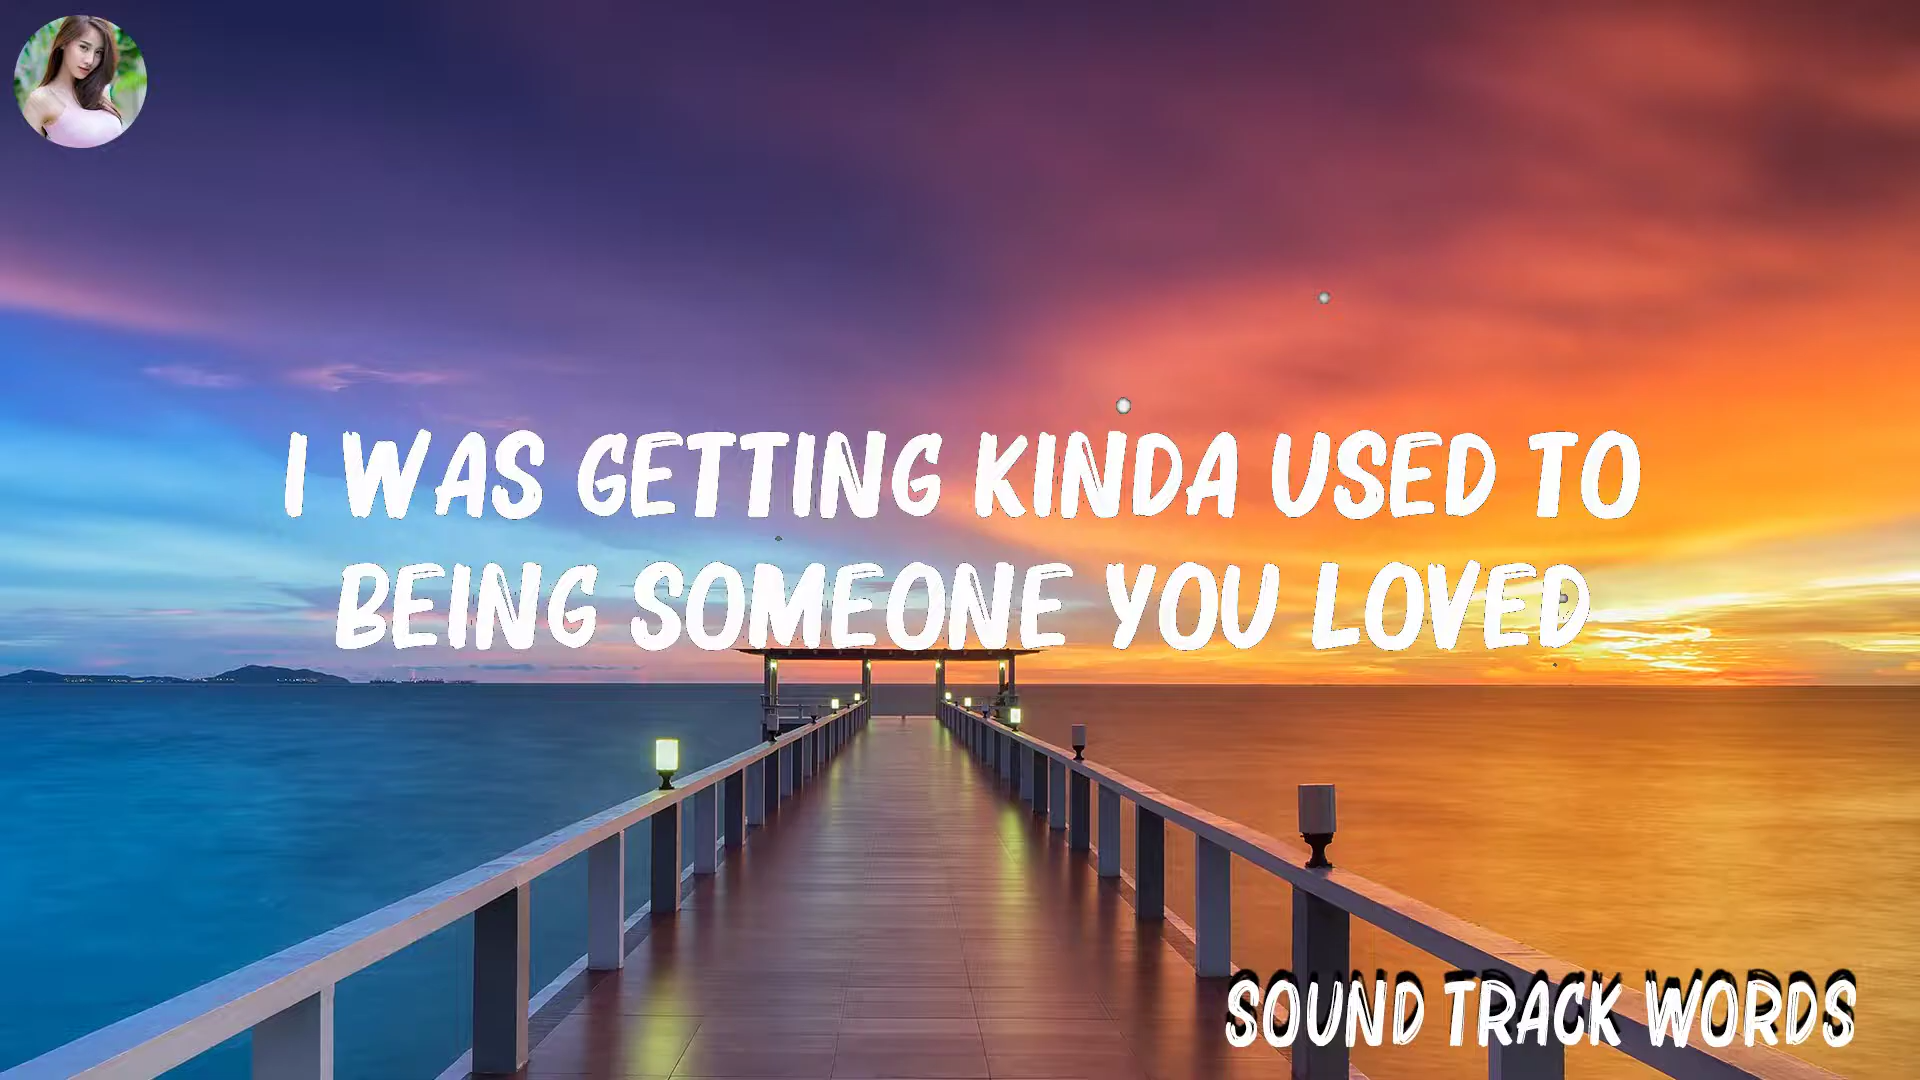 I WAS GETTING KINDA USED TO
BEING SOMEONE YOU LOVED
SOUND TRACK WORDS